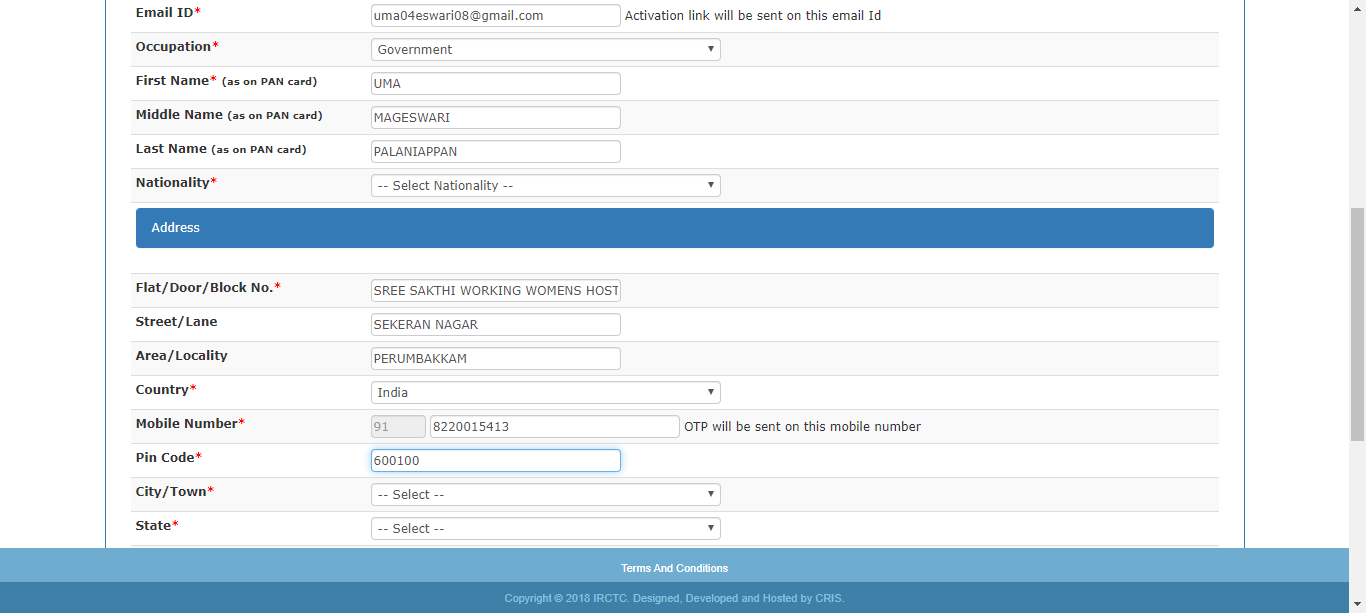 Email ID* uma04eswari08@gmail.com Activation link will be sent on this email Id
Occupation* Government
First Name* (as on PAN card) UMA
Middle Name (as on PAN card) MAGESWARI
Last Name (as on PAN card) PALANIAPPAN
Nationality* -- Select Nationality --
Address
Flat/Door/Block No.* SREE SAKTHI WORKING WOMENS HOST
Street/Lane SEKERAN NAGAR
Area/Locality PERUMBAKKAM
Country* India
Mobile Number* 91 8220015413 OTP will be sent on this mobile number
Pin Code* 600100
City/Town* -- Select --
State* -- Select --
Terms And Conditions
Copyright © 2018 IRCTC. Designed, Developed and Hosted by CRIS.